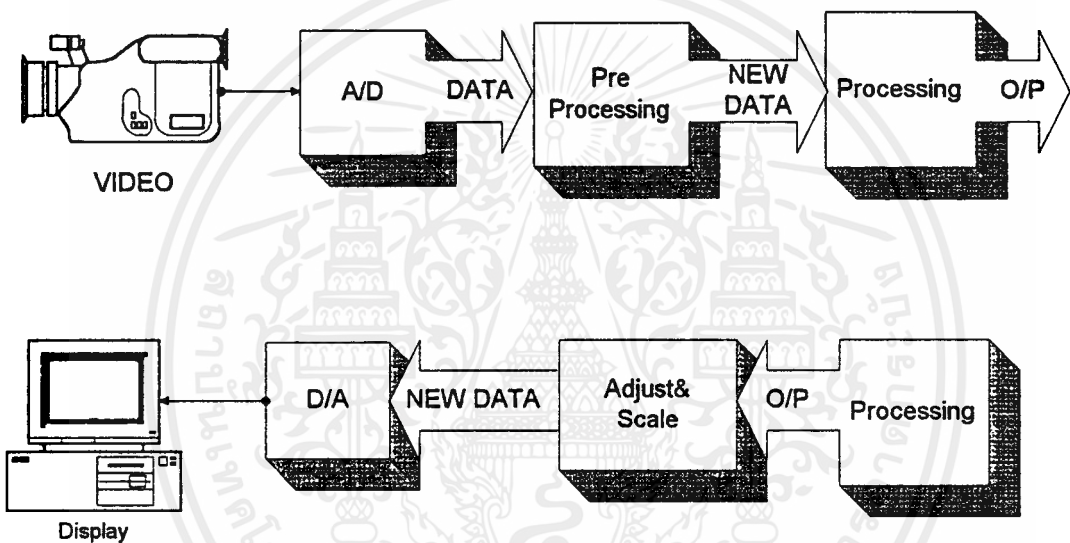 A/D
DATA
Pre
Processing
NEW
DATA
Processing
O/P
VIDEO
D/A
NEW DATA
Adjust&
Scale
O/P
Processing
Display